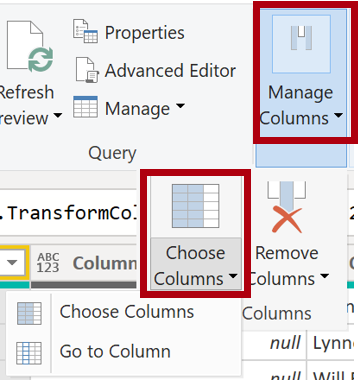 Properties
Advanced Editor
Manage
Refresh
review
Query
Manage
Columns
.TransformCol
2
ABC
123
Column
Choose
Columns
Remove
Columns
Choose Columns
Go to Column
Columns
null
Lynne
null
Will